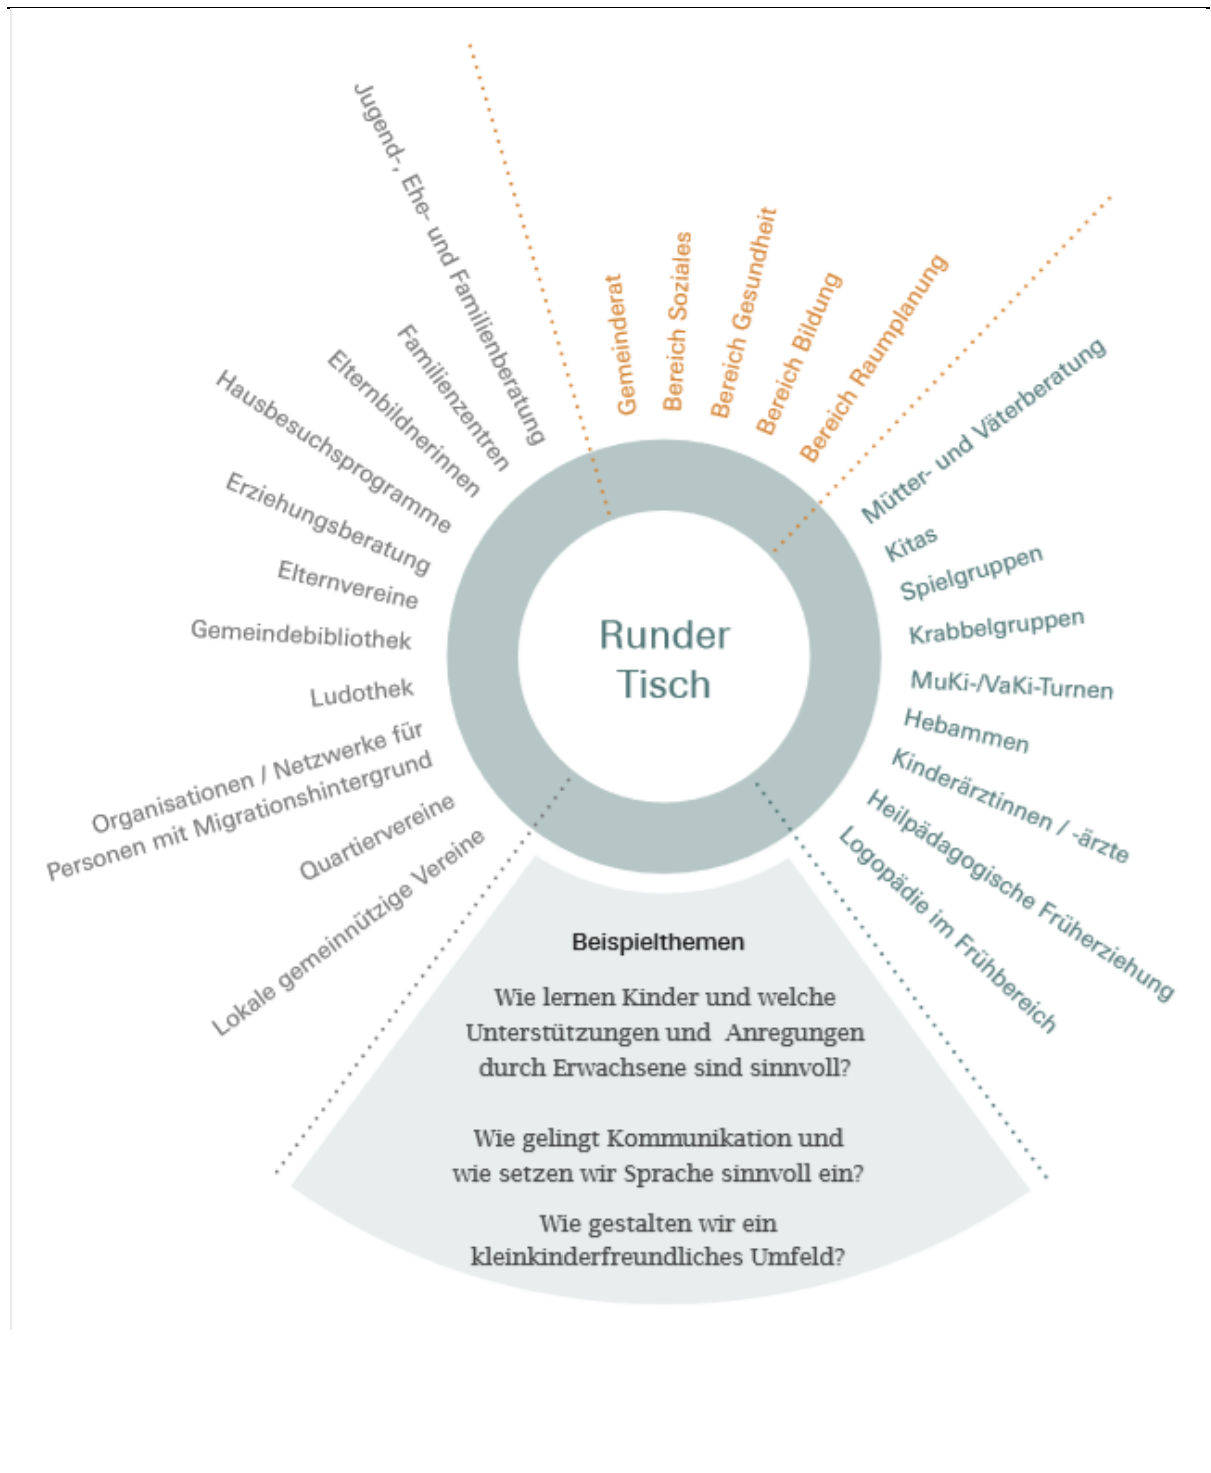 Jugend-, Ehe- und Familienberatung
Familienzentren
Elternbildnerinnen
Hausbesuchsprogramme
Erziehungsberatung
Elternvereine
Gemeindebibliothek
Ludothek
Organisationen / Netzwerke für
Personen mit Migrationshintergrund
Quartiervereine
Lokale gemeinnützige Vereine
Gemeinderat
Bereich Soziales
Bereich Gesundheit
Bereich Bildung
Bereich Raumplanung
Mütter- und Väterberatung
Kitas
Spielgruppen
Krabbelgruppen
MuKi-/VaKi-Turnen
Hebammen
Kinderärztinnen / -ärzte
Heilpädagogische Früherziehung
Logopädie im Frühbereich
Runder
Tisch
Beispielthemen
Wie lernen Kinder und welche
Unterstützungen und Anregungen
durch Erwachsene sind sinnvoll?
Wie gelingt Kommunikation und
wie setzen wir Sprache sinnvoll ein?
Wie gestalten wir ein
kleinkinderfreundliches Umfeld?